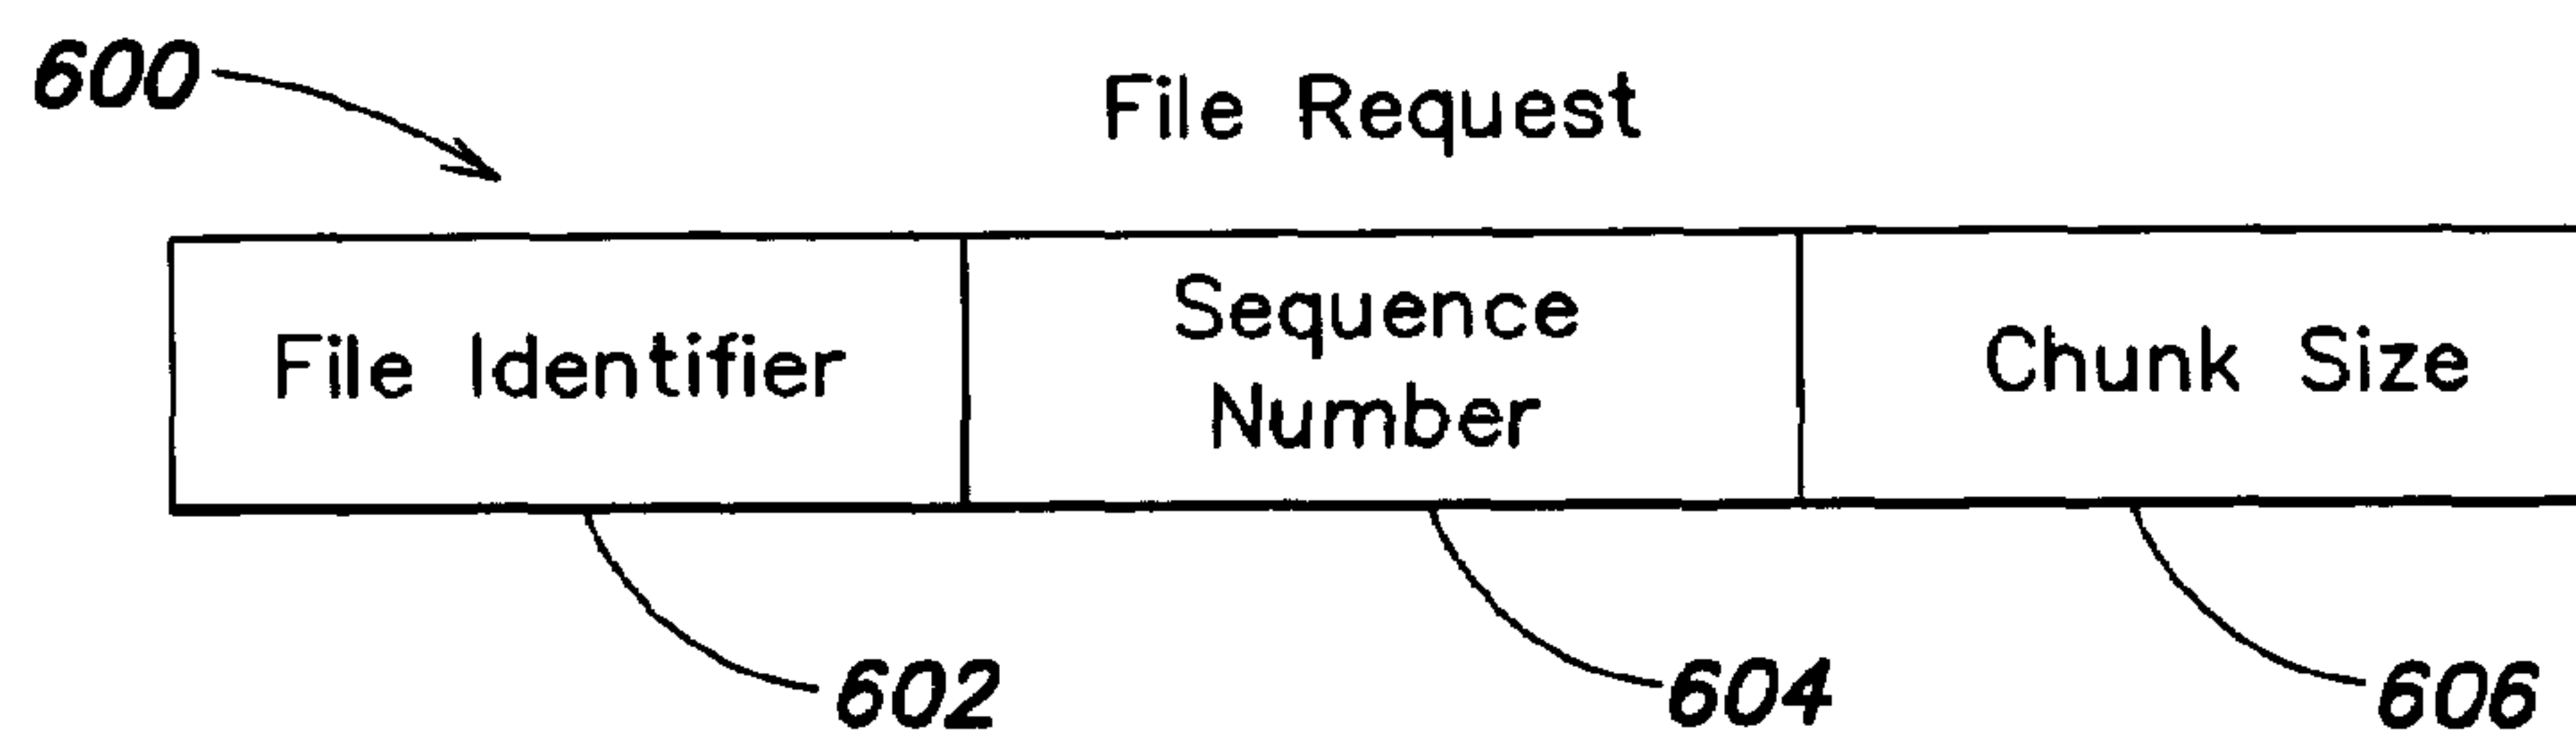 600
File Request
File Identifier
Sequence
Number
Chunk Size
602
604
606